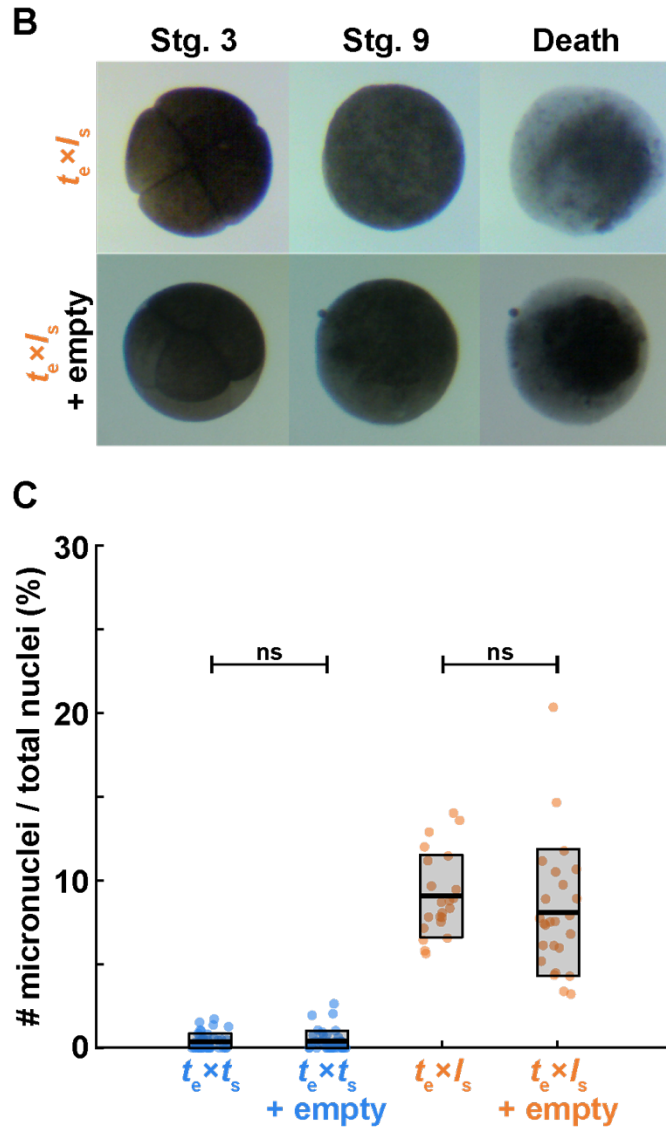 B
Stg. 3 Stg. 9 Death
te×ls
te×ls
+ empty
C
# micronuclei / total nuclei (%)
30
20
10
0
ns ns
te×ts te×ts te×ls te×ls
+ empty + empty